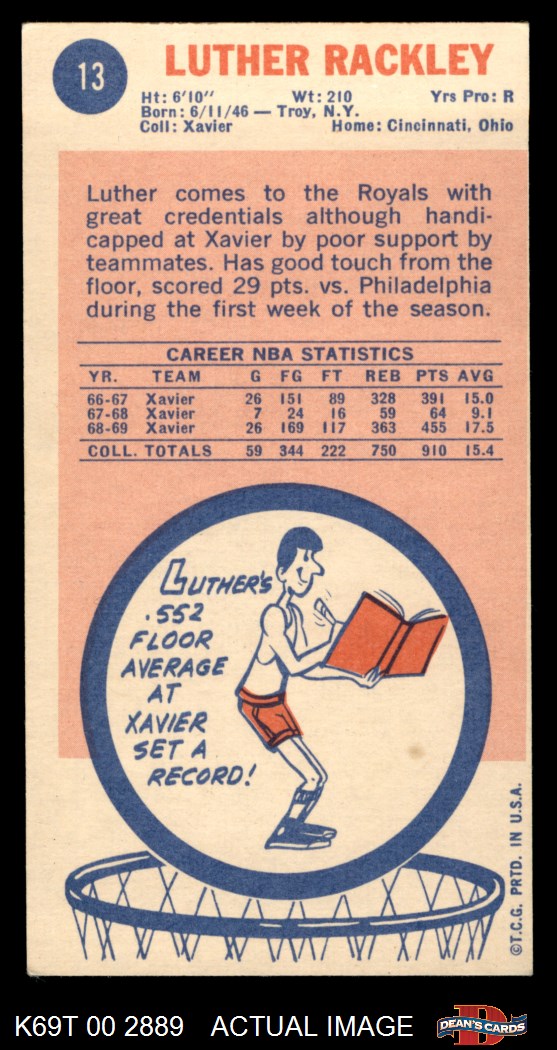 13
LUTHER RACKLEY
Ht: 6'10" Wt: 210 Yrs Pro: R
Born: 6/11/46 — Troy, N.Y.
Coll: Xavier Home: Cincinnati, Ohio
Luther comes to the Royals with
great credentials although handi-
capped at Xavier by poor support by
teammates. Has good touch from the
floor, scored 29 pts. vs. Philadelphia
during the first week of the season.
CAREER NBA STATISTICS
YR. TEAM G FG FT REB PTS AVG
66-67 Xavier 26 151 89 328 391 15.0
67-68 Xavier 7 24 16 59 64 9.1
68-69 Xavier 26 169 117 363 455 17.5
COLL. TOTALS 59 344 222 750 910 15.4
LUTHER'S
.552
FLOOR
AVERAGE
AT
XAVIER
SET A
RECORD!
©T.C.G. PRTD. IN U.S.A.
K69T 00 2889 ACTUAL IMAGE
D
DEAN'S CARDS